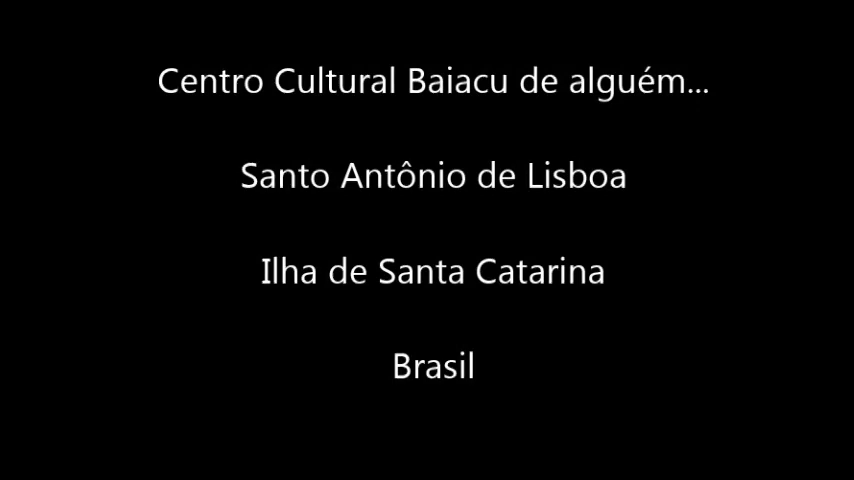 Centro Cultural Baiacu de alguém...
Santo Antônio de Lisboa
Ilha de Santa Catarina
Brasil